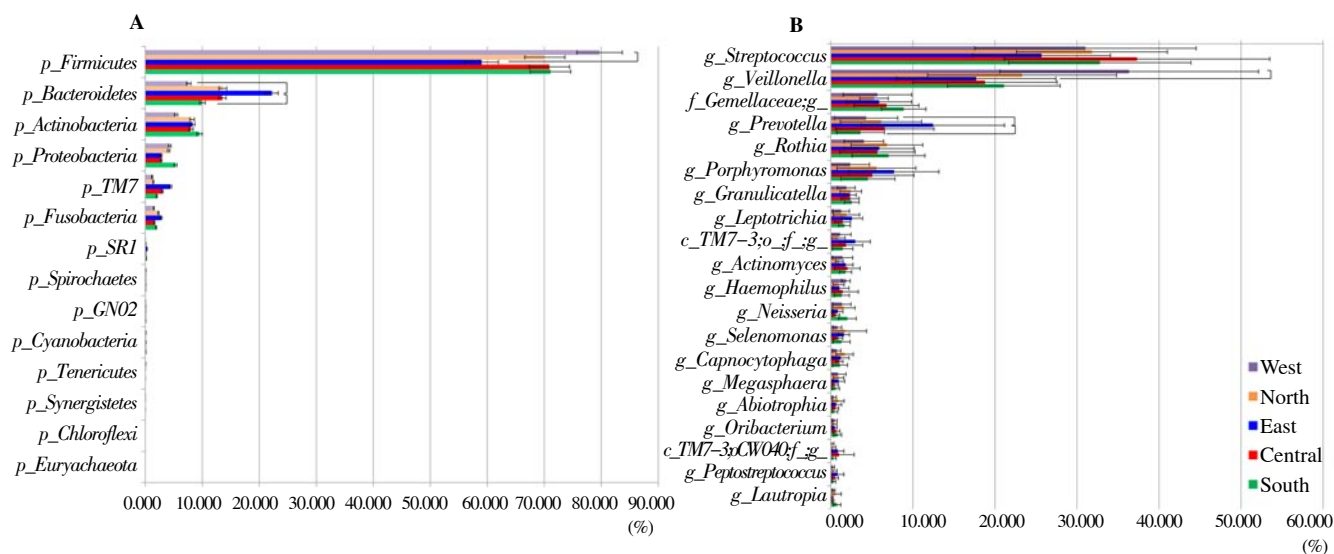 A
p_Firmicutes
p_Bacteroidetes
p_Actinobacteria
p_Proteobacteria
p_TM7
p_Fusobacteria
p_SR1
p_Spirochaetes
p_GN02
p_Cyanobacteria
p_Tenericutes
p_Synergistetes
p_Chloroflexi
p_Euryachaeota
0.000 10.000 20.000 30.000 40.000 50.000 60.000 70.000 80.000 90.000
(%)
B
g_Streptococcus
g_Veillonella
f_Gemellaceae;g_
g_Prevotella
g_Rothia
g_Porphyromonas
g_Granulicatella
g_Leptotrichia
c_TM7-3;o_;f_;g_
g_Actinomyces
g_Haemophilus
g_Neisseria
g_Selenomonas
g_Capnocytophaga
g_Megasphaera
g_Abiotrophia
g_Oribacterium
c_TM7-3;oCW040;f_;g_
g_Peptostreptococcus
g_Lautropia
0.000 10.000 20.000 30.000 40.000 50.000 60.000
(%)
West
North
East
Central
South